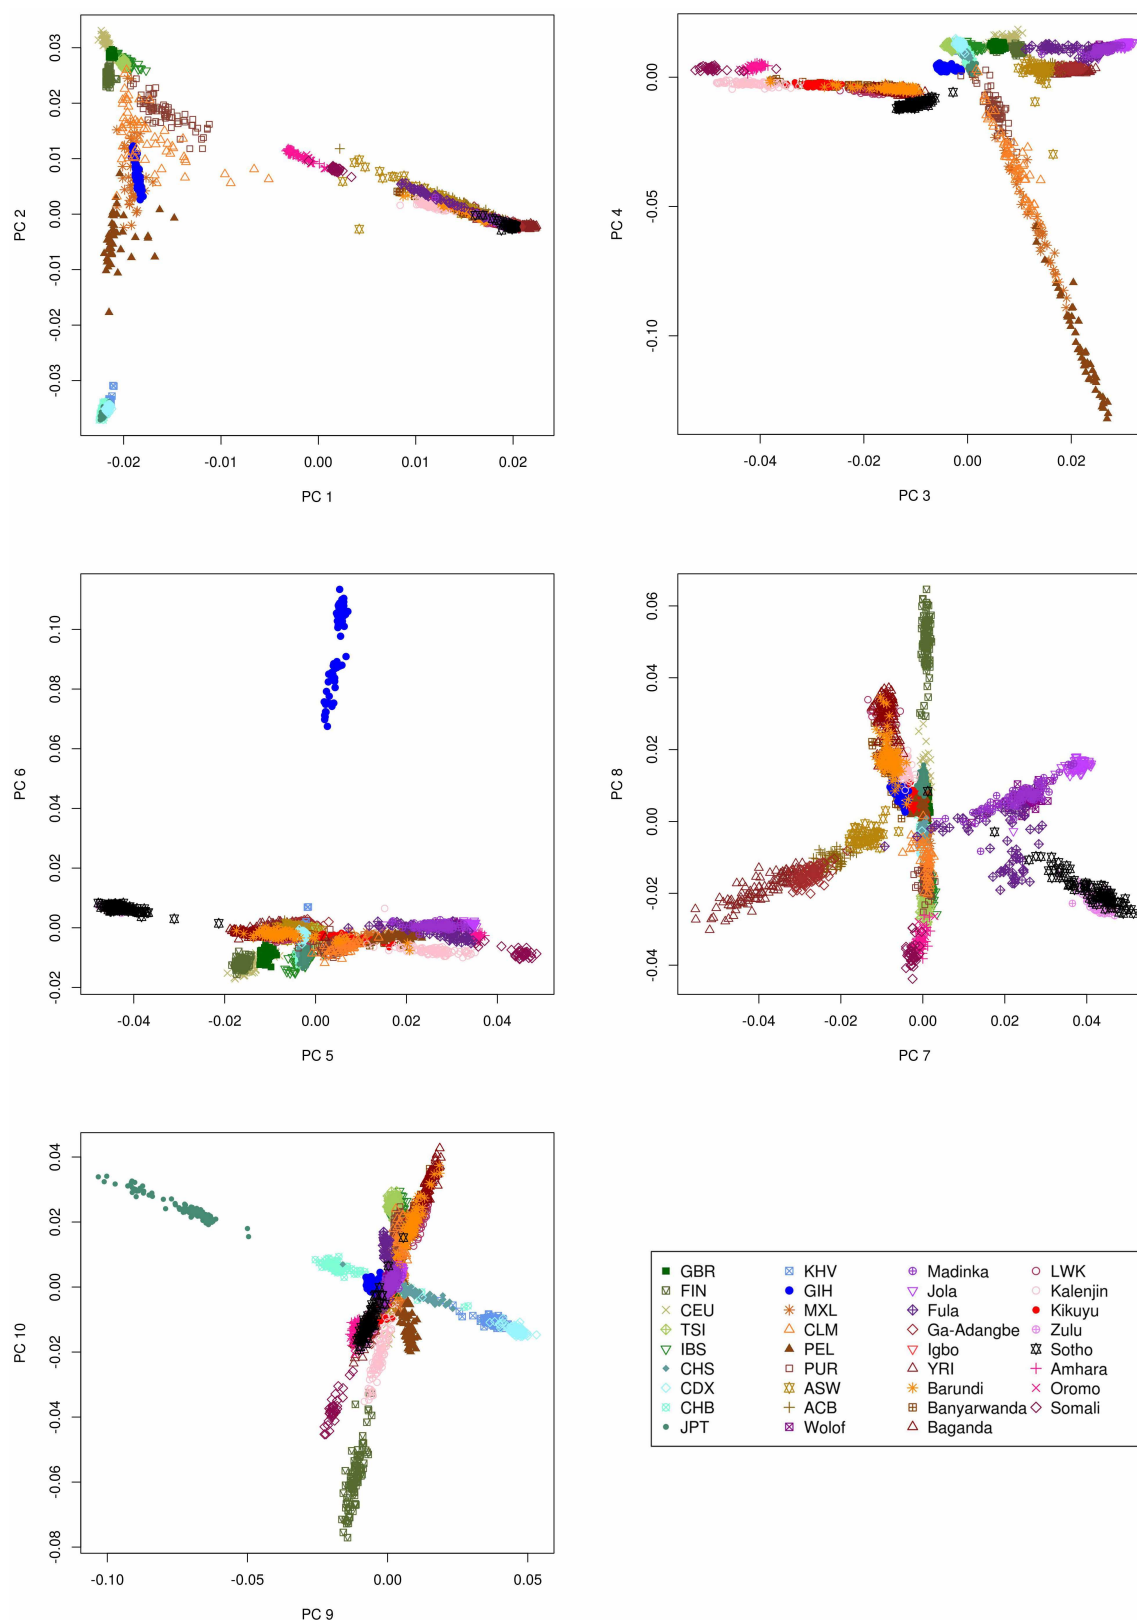 0.03
0.02
0.01
0.00
-0.01
-0.02
-0.03
PC 2
-0.02
-0.01
0.00
0.01
0.02
PC 1
0.00
-0.05
-0.10
PC 4
-0.04
-0.02
0.00
0.02
PC 3
0.10
0.08
0.06
0.04
0.02
0.00
-0.02
PC 6
-0.04
-0.02
0.00
0.02
0.04
PC 5
0.06
0.04
0.02
0.00
-0.02
-0.04
PC 8
-0.04
-0.02
0.00
0.02
0.04
PC 7
0.04
0.02
0.00
-0.02
-0.04
-0.06
-0.08
PC 10
-0.10
-0.05
0.00
0.05
PC 9
GBR
FIN
CEU
TSI
IBS
CHS
CDX
CHB
JPT
KHV
GIH
MXL
CLM
PEL
PUR
ASW
ACB
Wolof
Madinka
Jola
Fula
Ga-Adangbe
Igbo
YRI
Barundi
Banyarwanda
Baganda
LWK
Kalenjin
Kikuyu
Zulu
Sotho
Amhara
Oromo
Somali